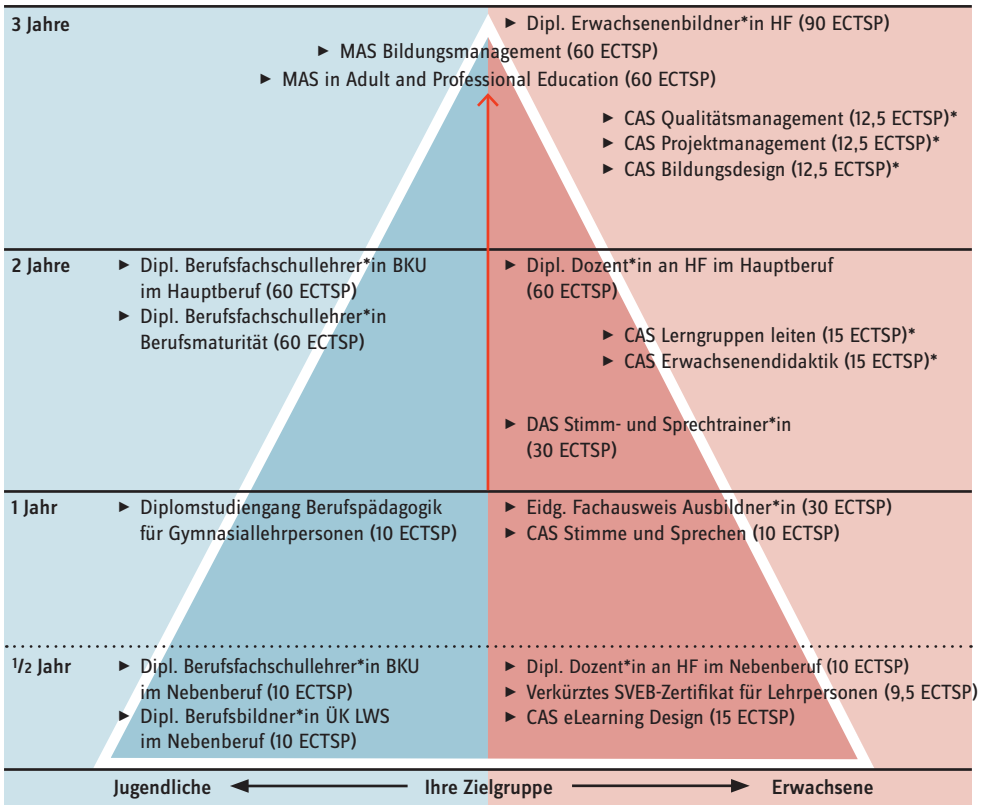 3 Jahre
► Dipl. Erwachsenenbildner*in HF (90 ECTSP)
► MAS Bildungsmanagement (60 ECTSP)
► MAS in Adult and Professional Education (60 ECTSP)
► CAS Qualitätsmanagement (12,5 ECTSP)*
► CAS Projektmanagement (12,5 ECTSP)*
► CAS Bildungsdesign (12,5 ECTSP)*
2 Jahre
► Dipl. Berufsfachschullehrer*in BKU
im Hauptberuf (60 ECTSP)
► Dipl. Berufsfachschullehrer*in
Berufsmaturität (60 ECTSP)
► Dipl. Dozent*in an HF im Hauptberuf
(60 ECTSP)
► CAS Lerngruppen leiten (15 ECTSP)*
► CAS Erwachsenendidaktik (15 ECTSP)*
► DAS Stimm- und Sprechtrainer*in
(30 ECTSP)
1 Jahr
► Diplomstudiengang Berufspädagogik
für Gymnasiallehrpersonen (10 ECTSP)
► Eidg. Fachausweis Ausbildner*in (30 ECTSP)
► CAS Stimme und Sprechen (10 ECTSP)
1/2 Jahr
► Dipl. Berufsfachschullehrer*in BKU
im Nebenberuf (10 ECTSP)
► Dipl. Berufsbildner*in ÜK LWS
im Nebenberuf (10 ECTSP)
► Dipl. Dozent*in an HF im Nebenberuf (10 ECTSP)
► Verkürztes SVEB-Zertifikat für Lehrpersonen (9,5 ECTSP)
► CAS eLearning Design (15 ECTSP)
Jugendliche Ihre Zielgruppe Erwachsene